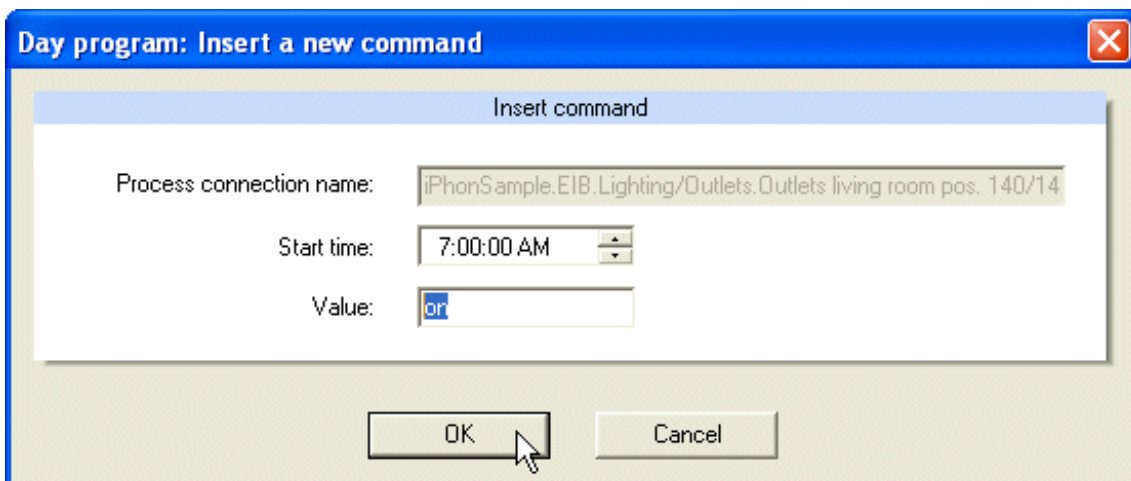 Day program: Insert a new command
Insert command
Process connection name: iPhonSample.EIB.Lighting/Outlets.Outlets living room pos. 140/14
Start time: 7:00:00 AM
Value: on
OK Cancel